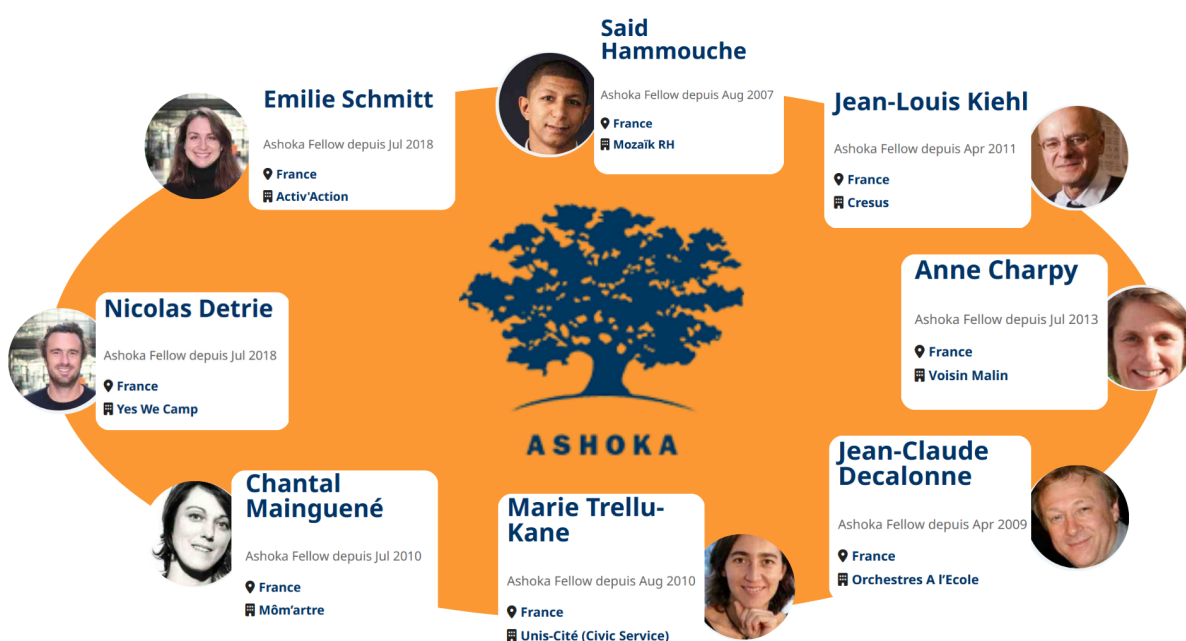 Said
Hammouche
Ashoka Fellow depuis Aug 2007
France
Mozaïk RH
Emilie Schmitt
Ashoka Fellow depuis Jul 2018
France
Activ'Action
Jean-Louis Kiehl
Ashoka Fellow depuis Apr 2011
France
Cresus
Nicolas Detrie
Ashoka Fellow depuis Jul 2018
France
Yes We Camp
Anne Charpy
Ashoka Fellow depuis Jul 2013
France
Voisin Malin
ASHOKA
Chantal
Mainguené
Ashoka Fellow depuis Jul 2010
France
Môm’artre
Marie Trellu-
Kane
Ashoka Fellow depuis Aug 2010
France
Unis-Cité (Civic Service)
Jean-Claude
Decalonne
Ashoka Fellow depuis Apr 2009
France
Orchestres A l’Ecole